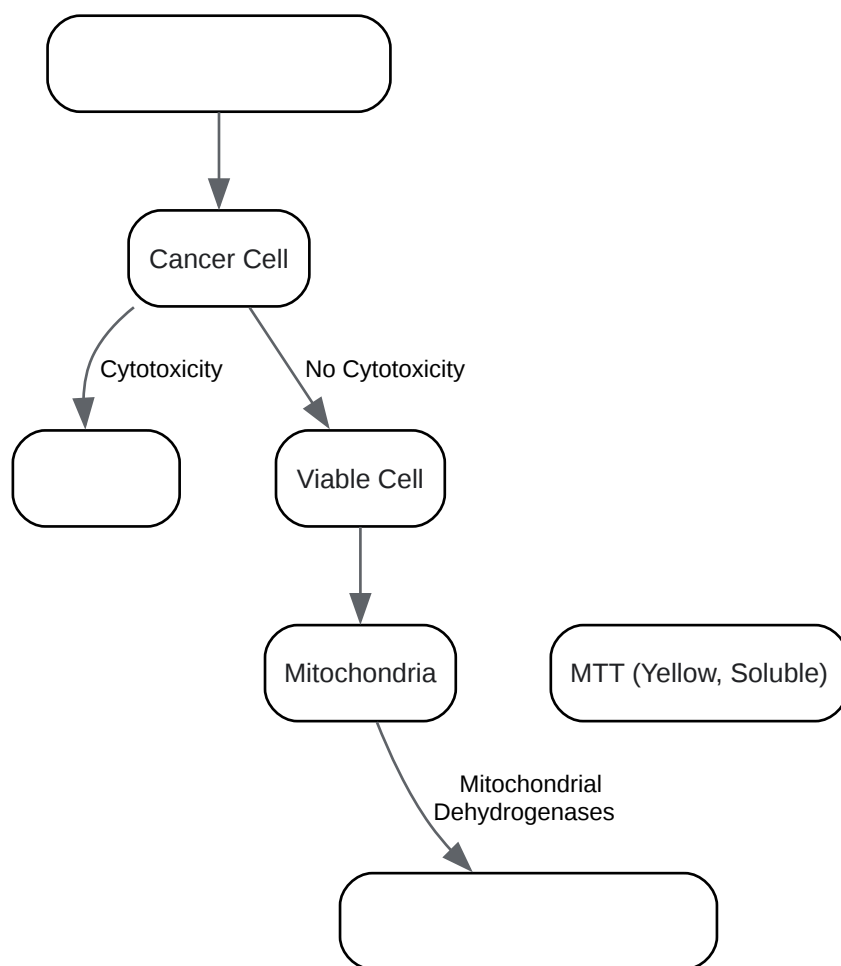 Cancer Cell
Cytotoxicity
No Cytotoxicity
Viable Cell
Mitochondria
MTT (Yellow, Soluble)
Mitochondrial
Dehydrogenases